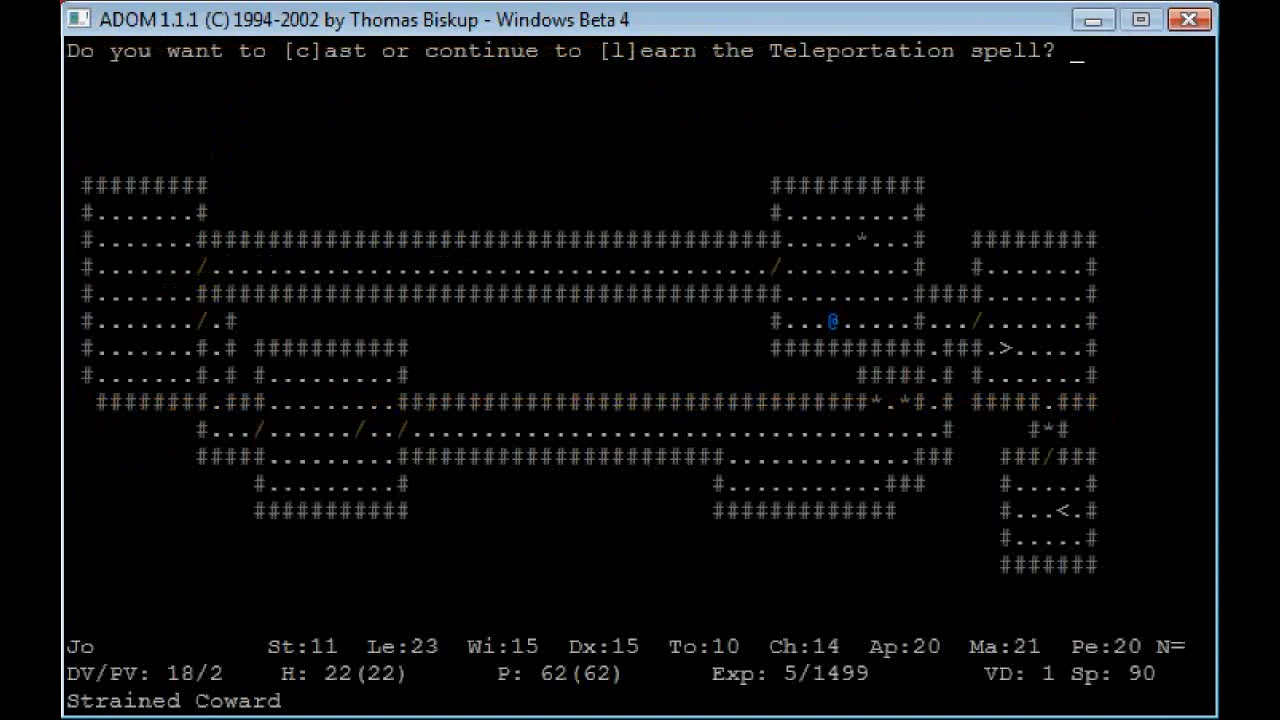 ADOM 1.1.1 (C) 1994-2002 by Thomas Biskup - Windows Beta 4
Do you want to [c]ast or continue to [l]earn the Teleportation spell? _
#########                                       ###########
#.......#                                       #.........#
#.......#########################################.....*...#   #########
#......./......................................./.........#   #.......#
#.......#########################################.........#####.......#
#......./.#                                     #...@.....#.../.......#
#.......#.# ###########                         ###########.###.>.....#
#.......#.# #.........#                               #####.# #.......#
########.###.........#################################*.*#.# #####.###
#.../....../../.....................................#     #*#
#####.........#######################.............###   ###/###
#.........#                     #...........###     #.....#
###########                     #############       #...<.#
#.....#
#######
Jo St:11 Le:23 Wi:15 Dx:15 To:10 Ch:14 Ap:20 Ma:21 Pe:20 N=
DV/PV: 18/2 H: 22(22) P: 62(62) Exp: 5/1499 VD: 1 Sp: 90
Strained Coward